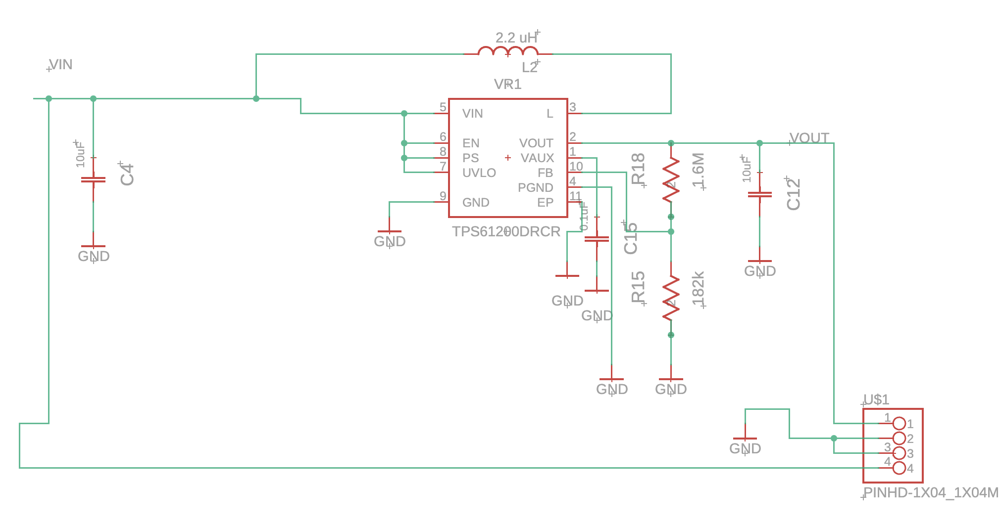 2.2 uH
L2
VIN
VR1
5
VIN
L
3
6
EN
VOUT
2
8
PS
VAUX
1
7
UVLO
FB
10
PGND
4
9
GND
EP
11
TPS61200DRCR
VOUT
10uF
C4
GND
GND
0.1uF
C15
GND
GND
R18
2
1.6M
10uF
C12
GND
R15
2
182k
GND
GND
U$1
1
1
2
3
3
4
4
GND
PINHD-1X04_1X04M